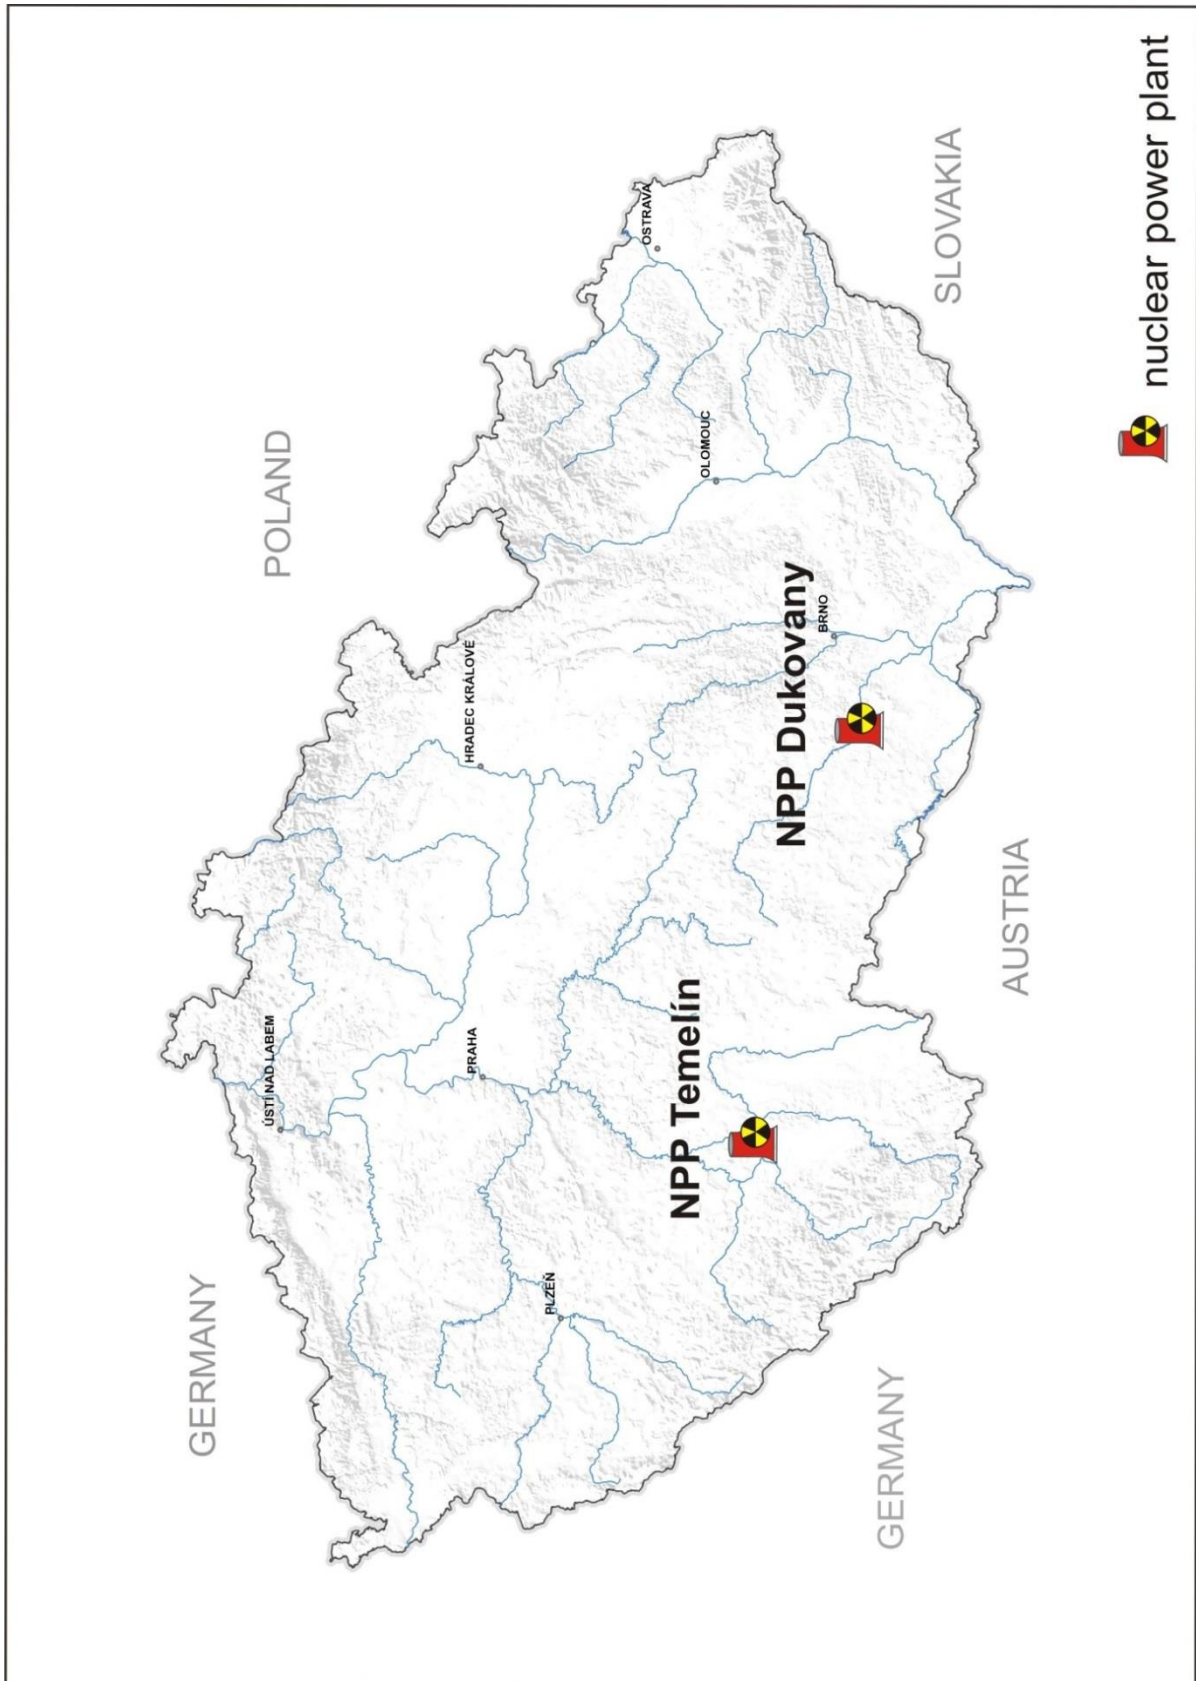 POLAND
GERMANY
ÚSTÍ NAD LABEM
HRADEC KRÁLOVÉ
PRAHA
OSTRAVA
PLZEŇ
OLOMOUC
NPP Temelín
NPP Dukovany
BRNO
GERMANY
SLOVAKIA
AUSTRIA
nuclear power plant